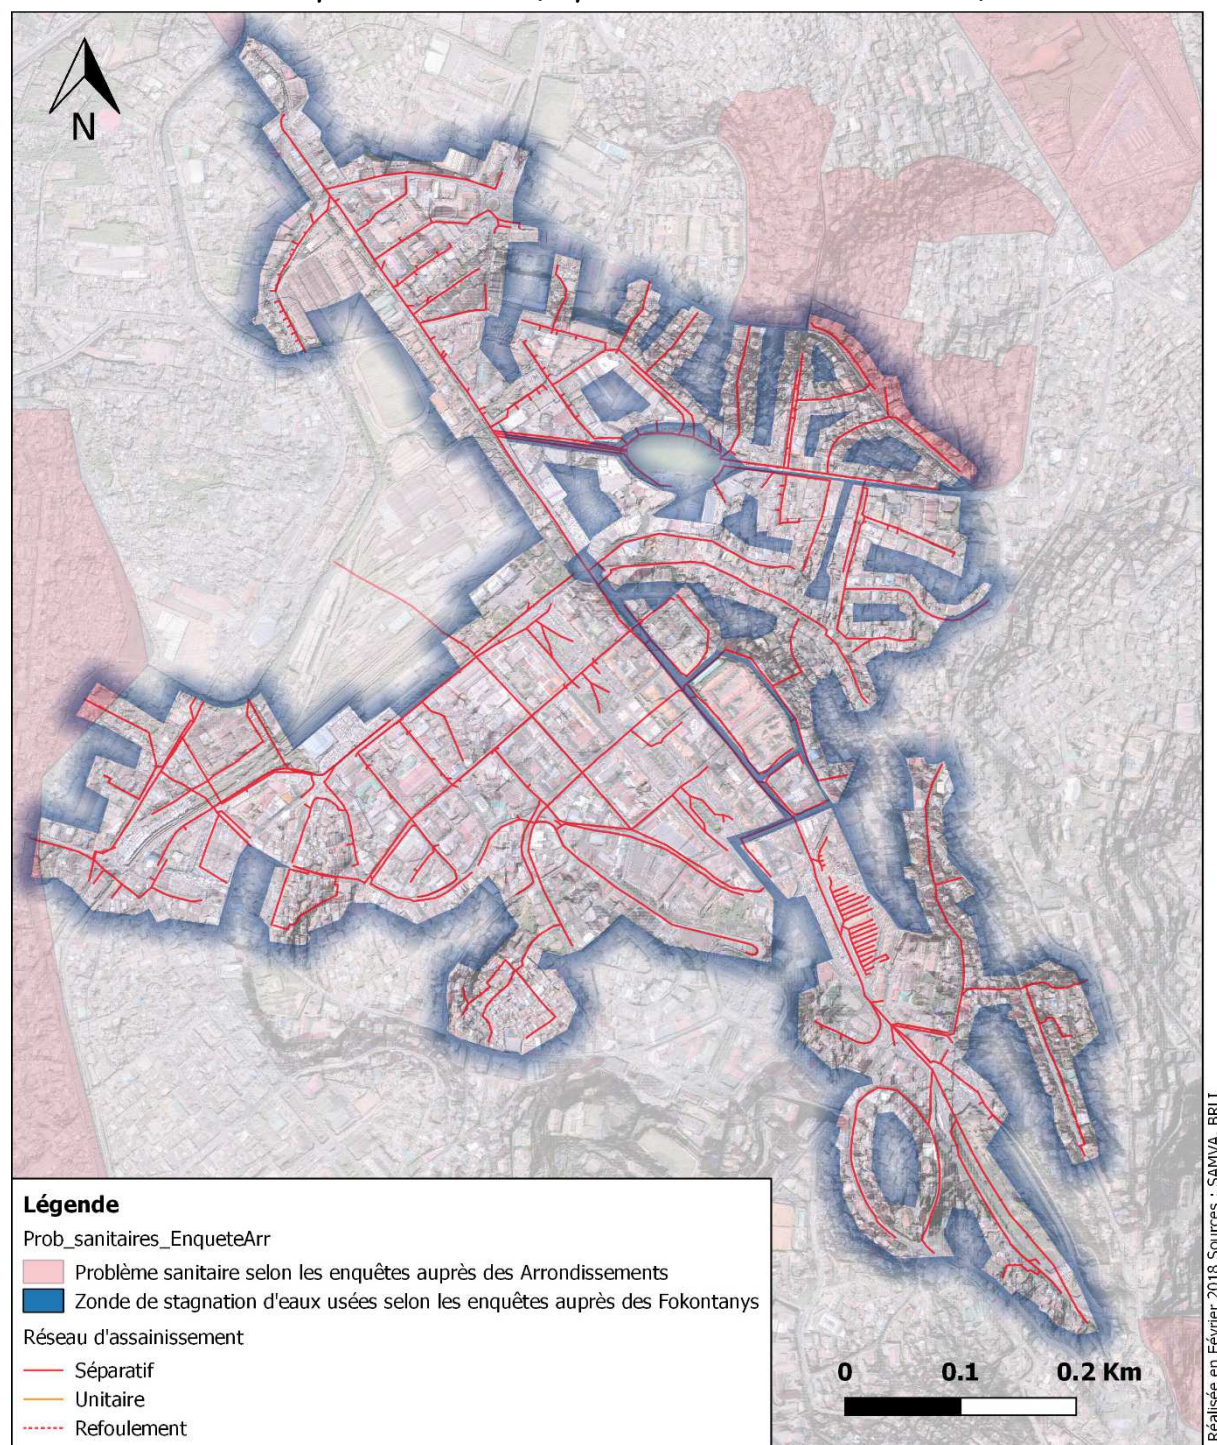 N
Légende
Prob_sanitaires_EnqueteArr
Problème sanitaire selon les enquêtes auprès des Arrondissements
Zonde de stagnation d'eaux usées selon les enquêtes auprès des Fokontanys
Réseau d'assainissement
Séparatif
Unitaire
Refoulement
0 0.1 0.2 Km
Réalisée en Février 2018 Sources : SAMVA, BRLI